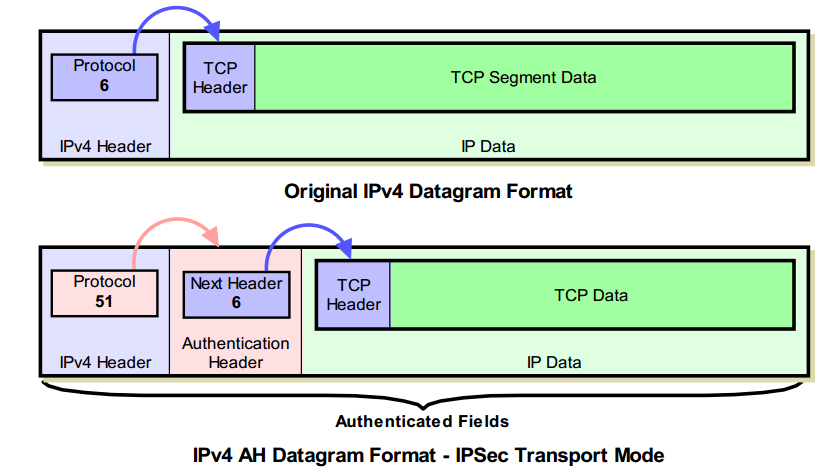 Protocol
6
TCP
Header
TCP Segment Data
IPv4 Header
IP Data
Original IPv4 Datagram Format
Protocol
51
Next Header
6
TCP
Header
TCP Data
Authentication
Header
IPv4 Header
IP Data
Authenticated Fields
IPv4 AH Datagram Format - IPSec Transport Mode